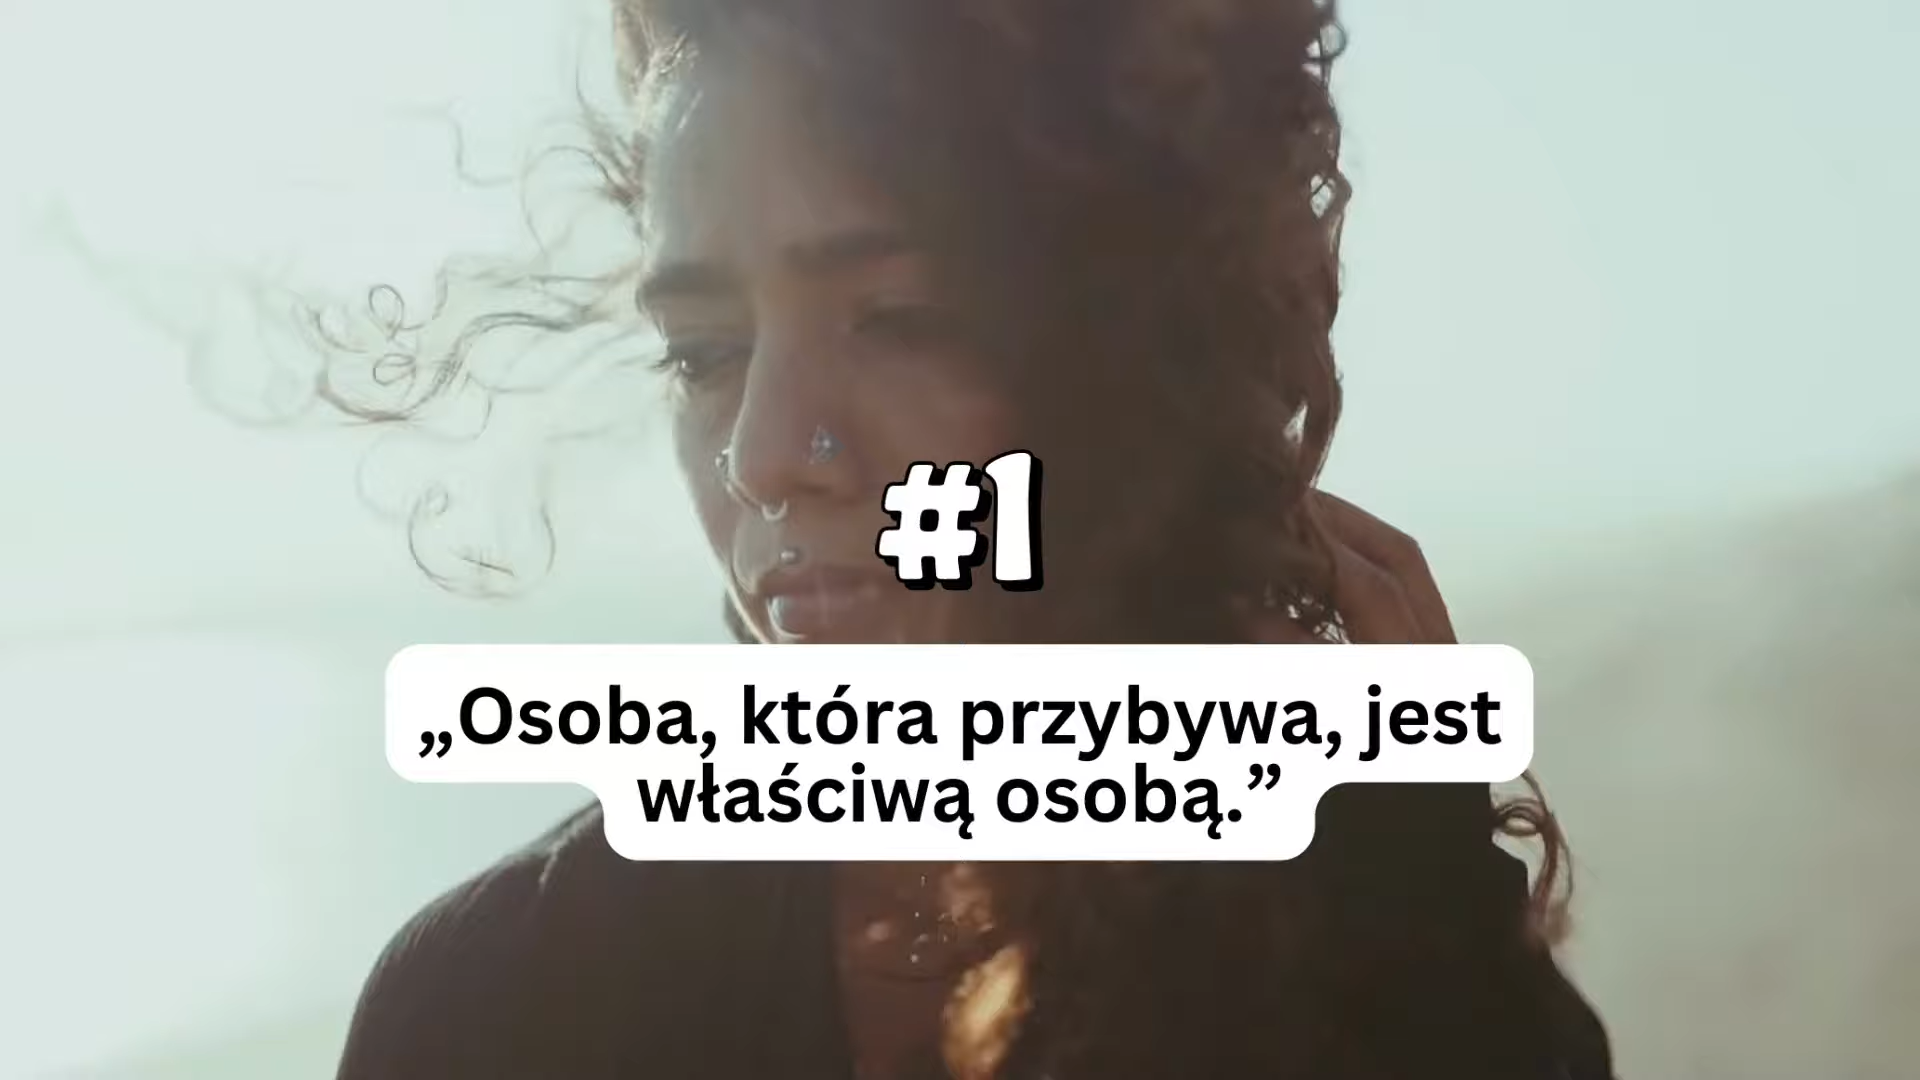 #1
„Osoba, która przybywa, jest
właściwą osobą.”